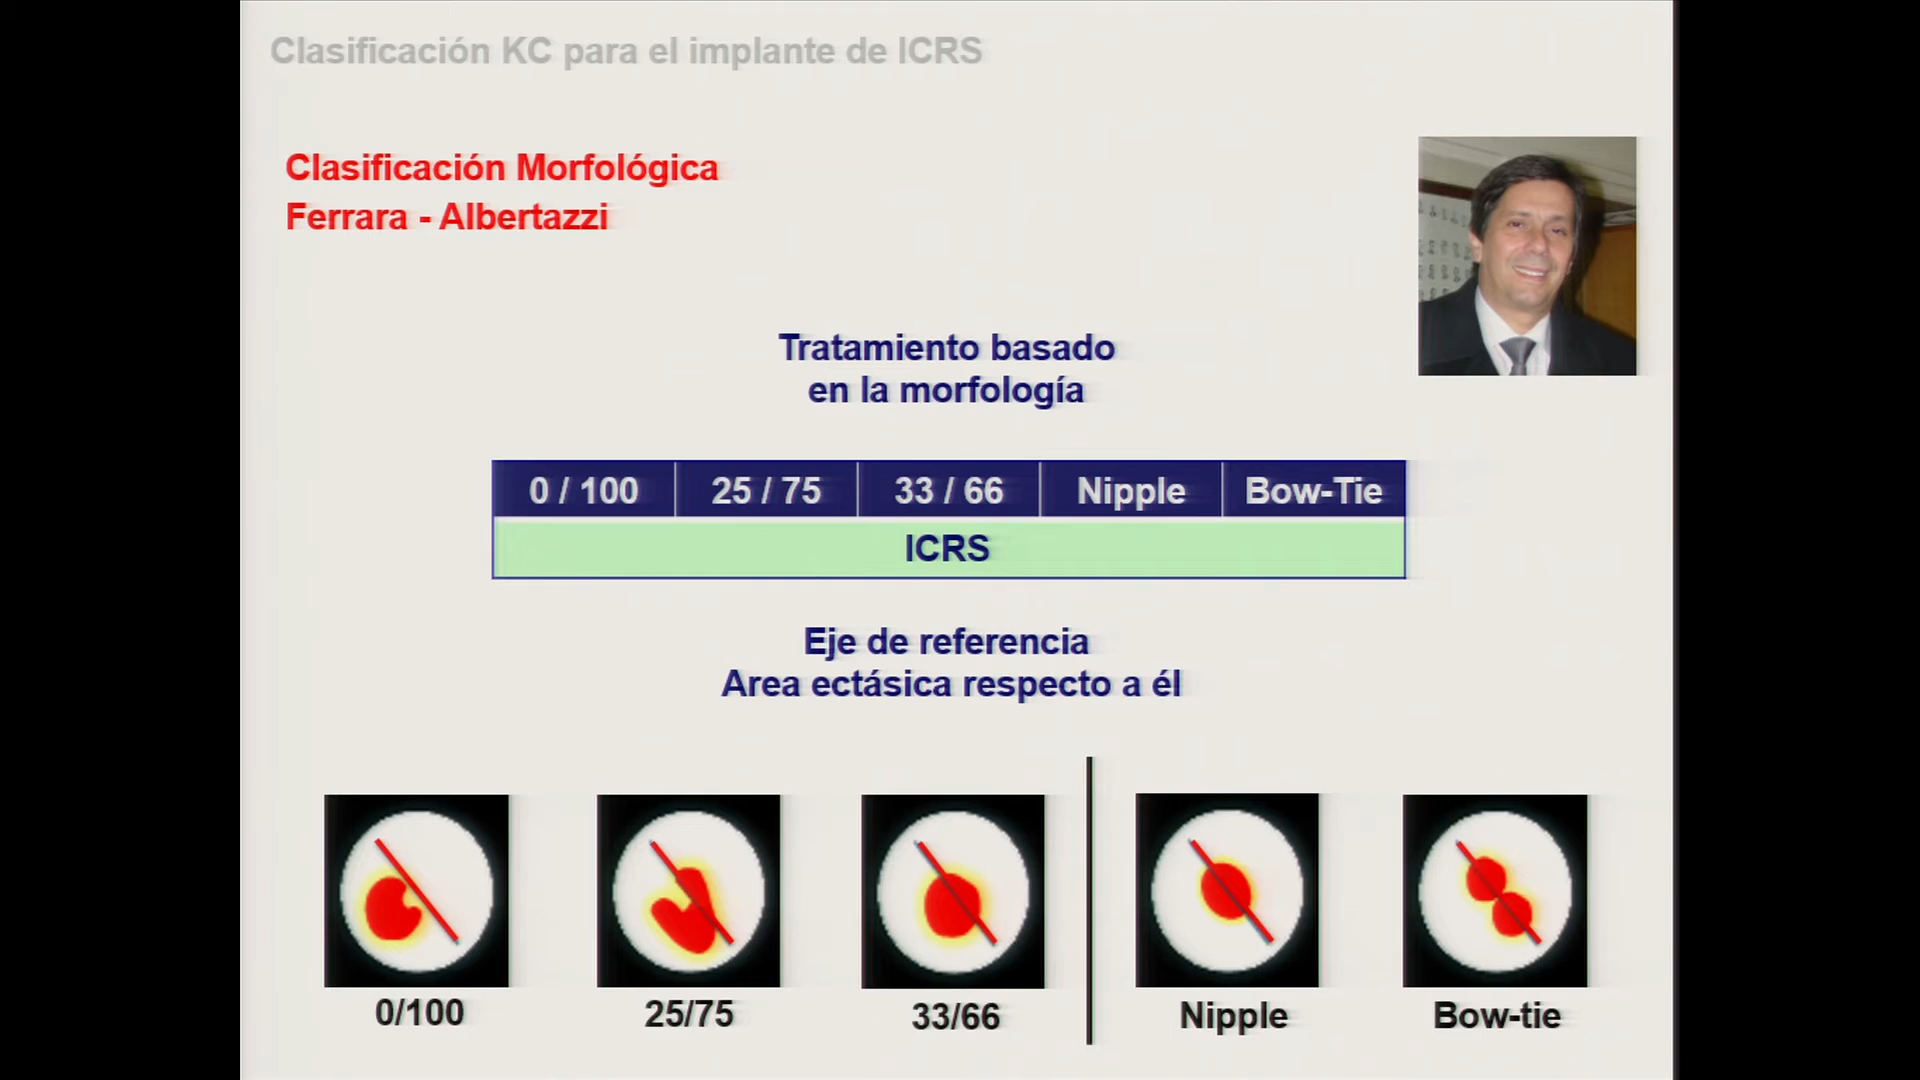 Clasificación KC para el implante de ICRS
Clasificación Morfológica
Ferrara - Albertazzi
Tratamiento basado
en la morfología
0 / 100 25 / 75 33 / 66 Nipple Bow-Tie
ICRS
Eje de referencia
Area ectásica respecto a él
0/100 25/75 33/66 Nipple Bow-tie